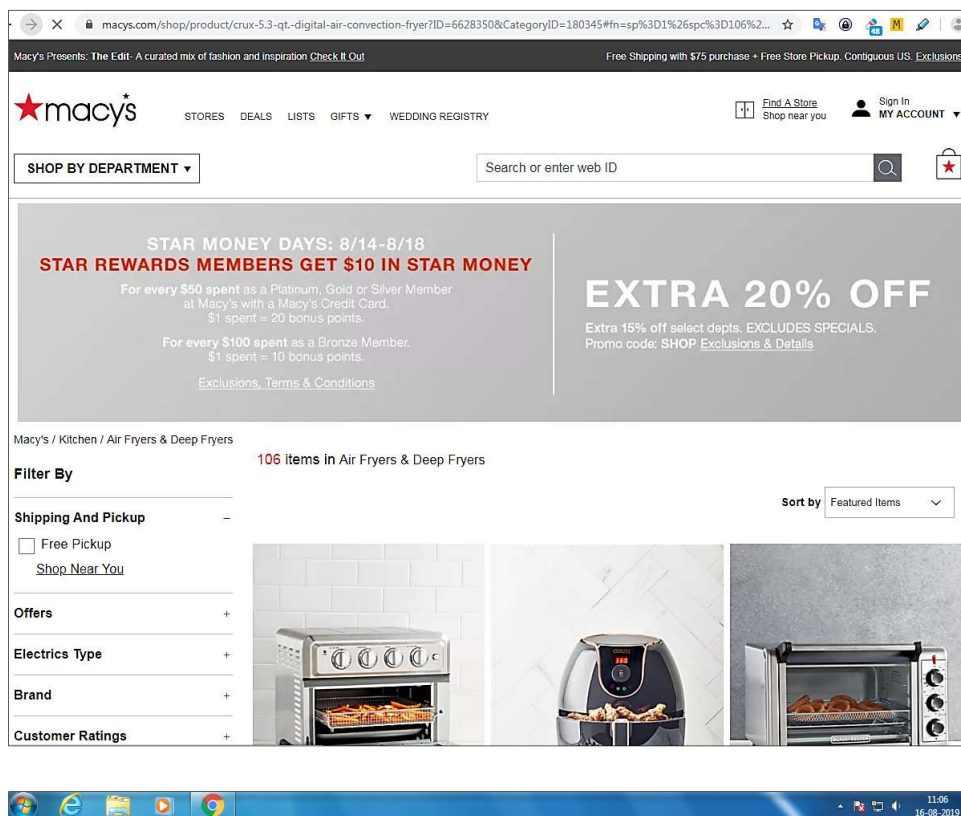 macys.com/shop/product/crux-5.3-qt.-digital-air-convection-fryer?ID=6628350&CategoryID=180345#fn=sp%3D1%26spc%3D106%2...
48
M
Macy's Presents: The Edit- A curated mix of fashion and inspiration Check It Out
Free Shipping with $75 purchase + Free Store Pickup. Contiguous US. Exclusions
macy's
STORES DEALS LISTS GIFTS ▼ WEDDING REGISTRY
Find A Store
Shop near you
Sign In
MY ACCOUNT ▼
SHOP BY DEPARTMENT ▼
Search or enter web ID
STAR MONEY DAYS: 8/14-8/18
STAR REWARDS MEMBERS GET $10 IN STAR MONEY
For every $50 spent as a Platinum, Gold or Silver Member
at Macy's with a Macy's Credit Card.
$1 spent = 20 bonus points.
For every $100 spent as a Bronze Member.
$1 spent = 10 bonus points.
Exclusions, Terms & Conditions
EXTRA 20% OFF
Extra 15% off select depts. EXCLUDES SPECIALS.
Promo code: SHOP Exclusions & Details
Macy's / Kitchen / Air Fryers & Deep Fryers
106 items in Air Fryers & Deep Fryers
Filter By
Sort by Featured Items
Shipping And Pickup –
Free Pickup
Shop Near You
Offers +
Electrics Type +
Brand +
Customer Ratings +
11:06
16-08-2019